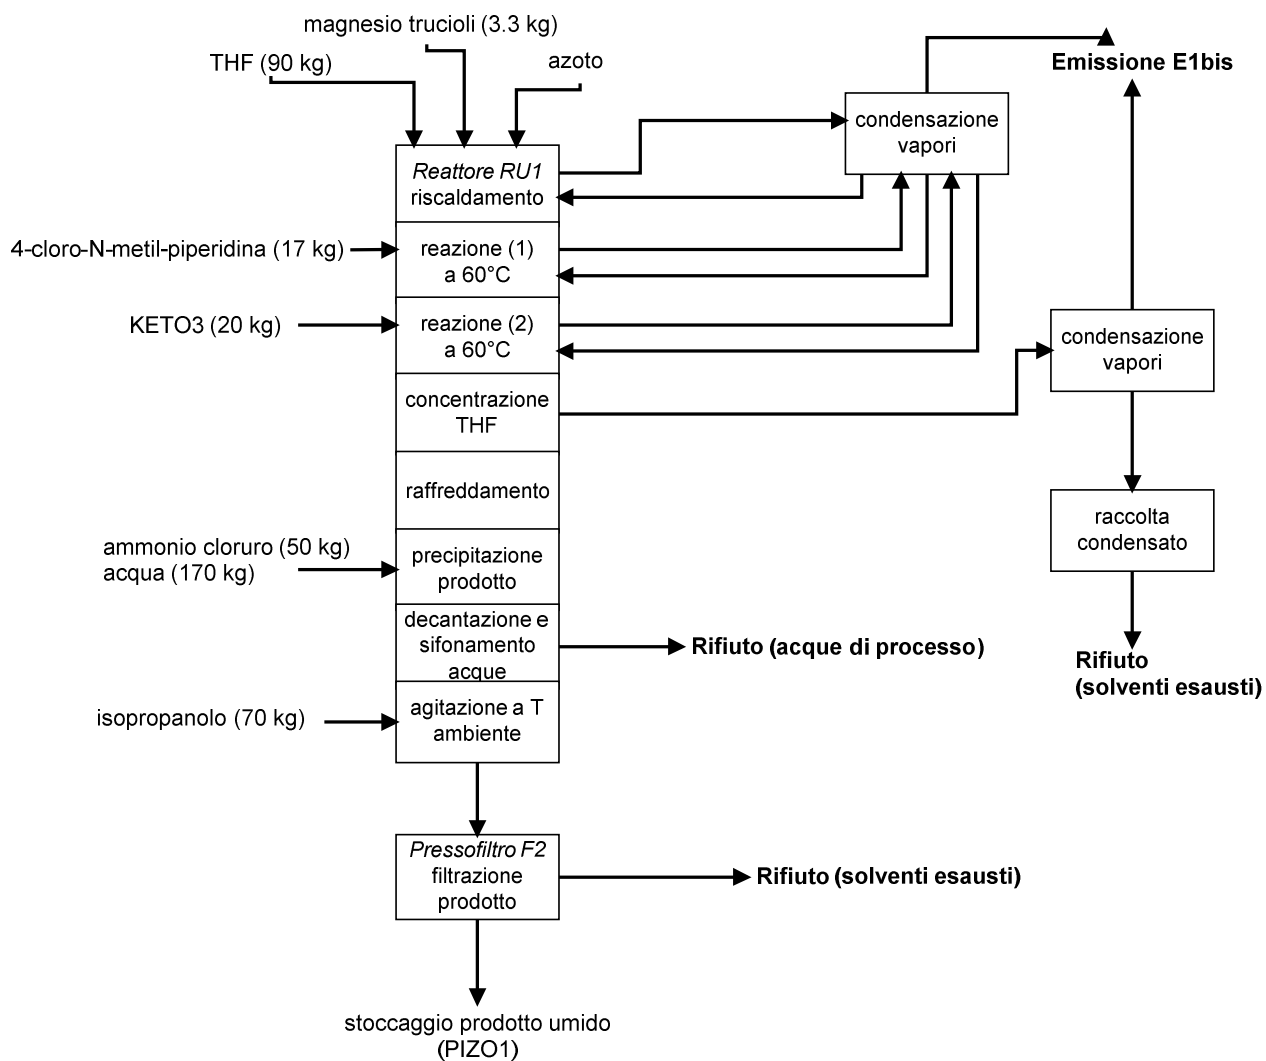 magnesio trucioli (3.3 kg)
THF (90 kg)
azoto
Emissione E1bis
condensazione
vapori
Reattore RU1
riscaldamento
4-cloro-N-metil-piperidina (17 kg)
reazione (1)
a 60°C
KETO3 (20 kg)
reazione (2)
a 60°C
condensazione
vapori
concentrazione
THF
raffreddamento
raccolta
condensato
ammonio cloruro (50 kg)
acqua (170 kg)
precipitazione
prodotto
decantazione e
sifonamento
acque
Rifiuto (acque di processo)
Rifiuto
(solventi esausti)
isopropanolo (70 kg)
agitazione a T
ambiente
Pressofiltro F2
filtrazione
prodotto
Rifiuto (solventi esausti)
stoccaggio prodotto umido
(PIZO1)